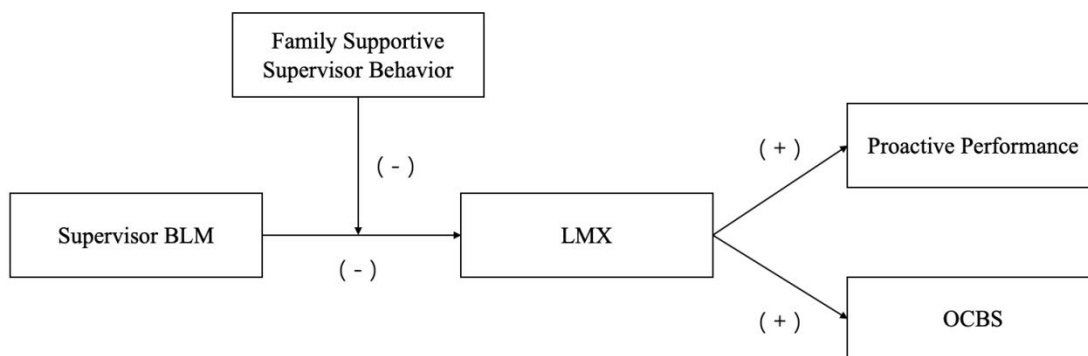 Family Supportive
Supervisor Behavior
( - )
( + )
Proactive Performance
Supervisor BLM
LMX
( - )
( + )
OCBS